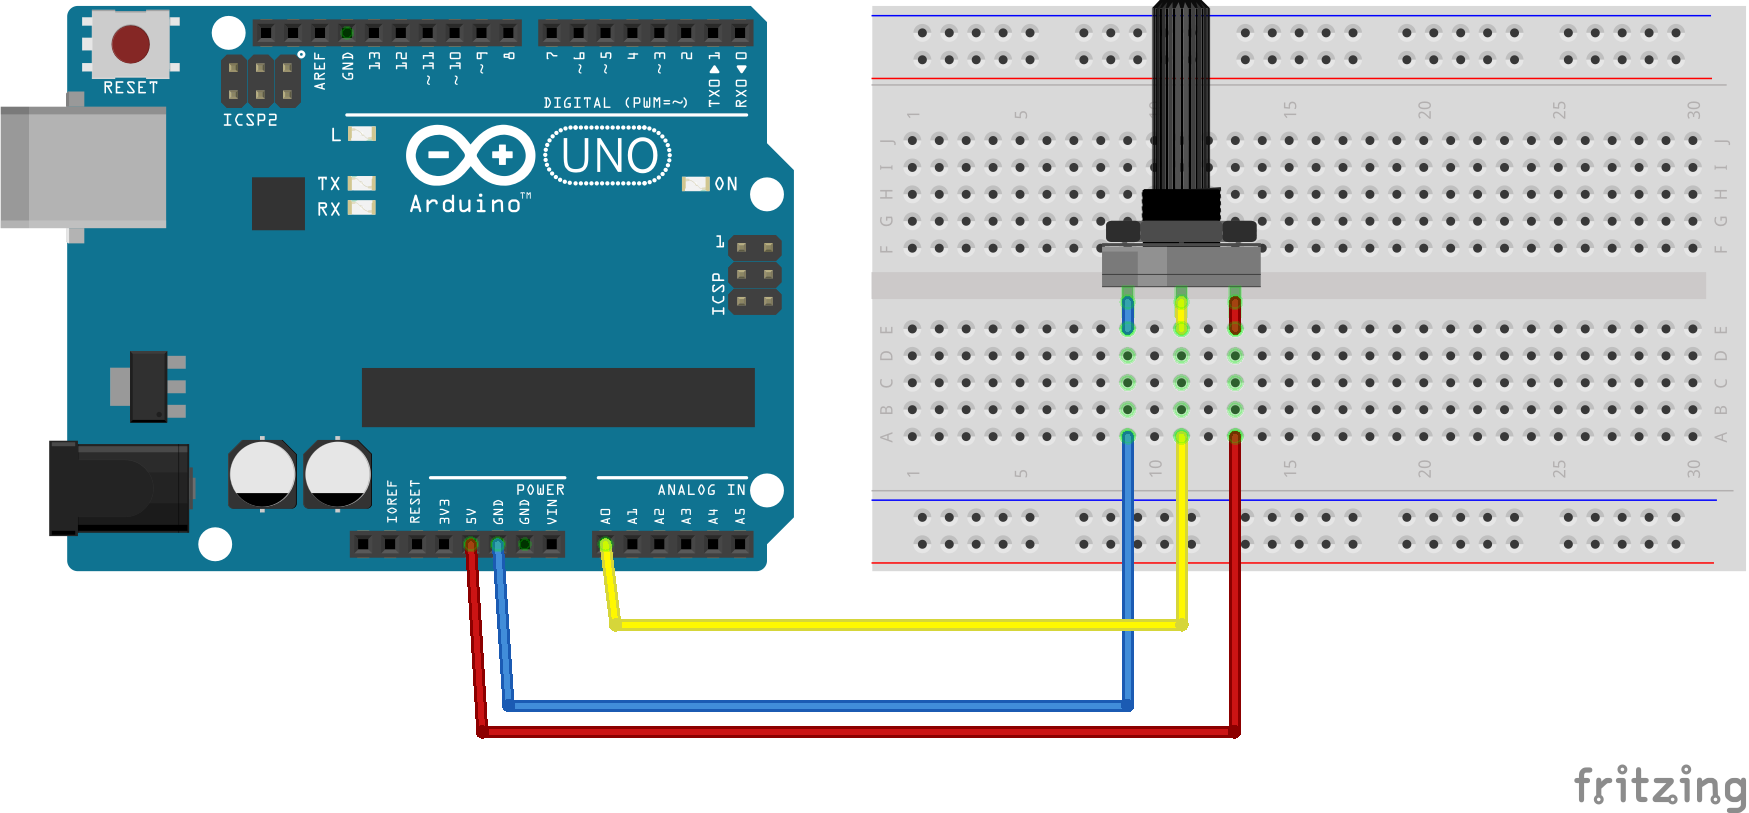 RESET
ICSP2
AREF
GND
13
12
~11
~10
~9
8
7
~6
~5
4
~3
2
TX0▶1
RX0◀0
DIGITAL (PWM=~)
L
TX
RX
UNO
Arduino™
ON
1
ICSP
IOREF
RESET
3V3
5V
GND
GND
VIN
POWER
ANALOG IN
A0
A1
A2
A3
A4
A5
1 5 15 20 25 30
J J
I I
H H
G G
F F
E E
D D
C C
B B
A A
1 5 10 15 20 25 30
fritzing